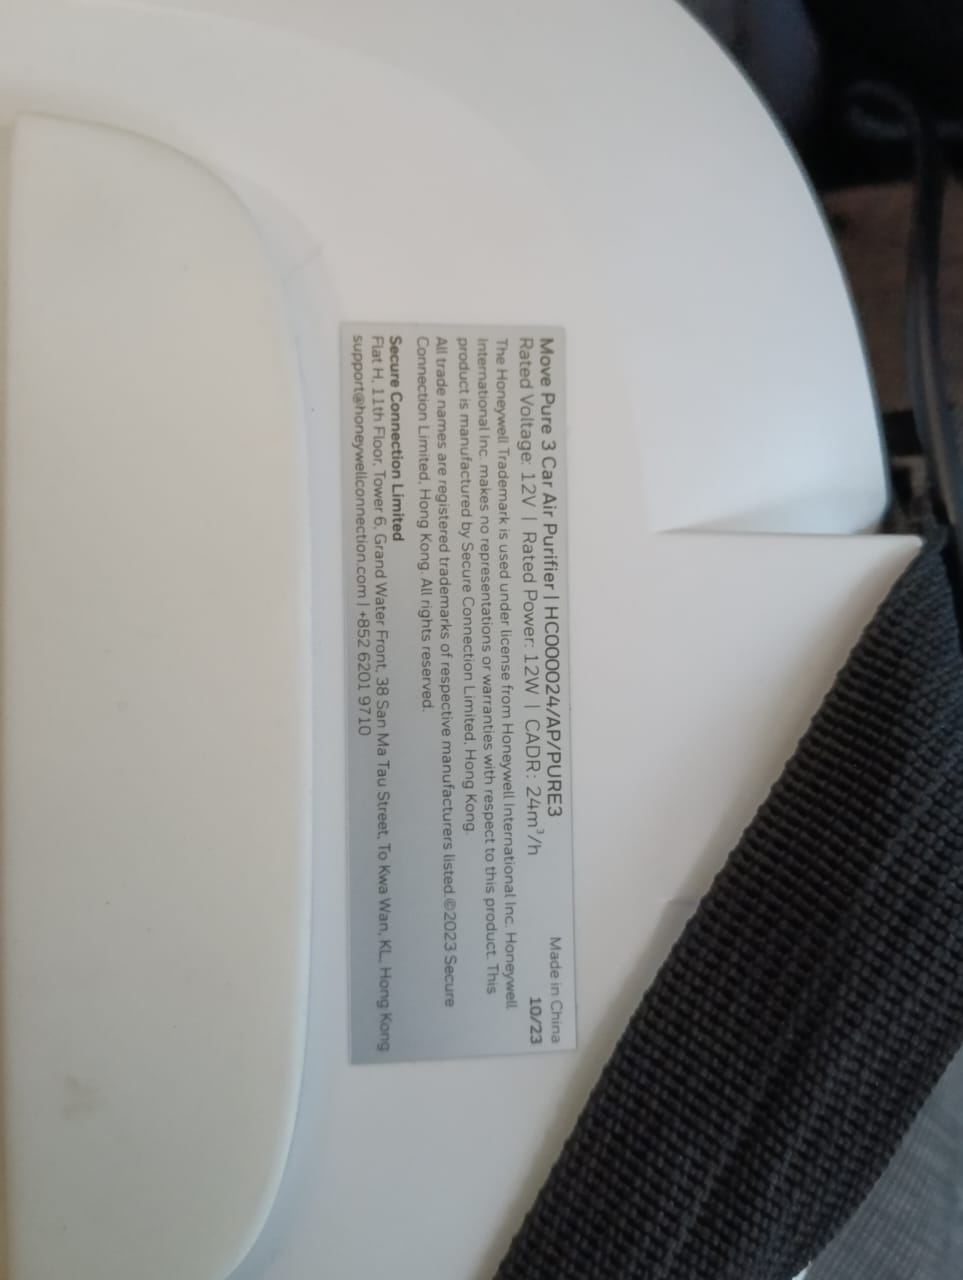 Move Pure 3 Car Air Purifier | HC000024/AP/PURE3
Made in China
Rated Voltage: 12V | Rated Power: 12W | CADR: 24m³/h
10/23
The Honeywell Trademark is used under license from Honeywell International Inc. Honeywell
International Inc. makes no representations or warranties with respect to this product. This
product is manufactured by Secure Connection Limited, Hong Kong.
All trade names are registered trademarks of respective manufacturers listed.©2023 Secure
Connection Limited, Hong Kong. All rights reserved.
Secure Connection Limited
Flat H, 11th Floor, Tower 6, Grand Water Front, 38 San Ma Tau Street, To Kwa Wan, KL, Hong Kong
support@honeywellconnection.com | +852 6201 9710